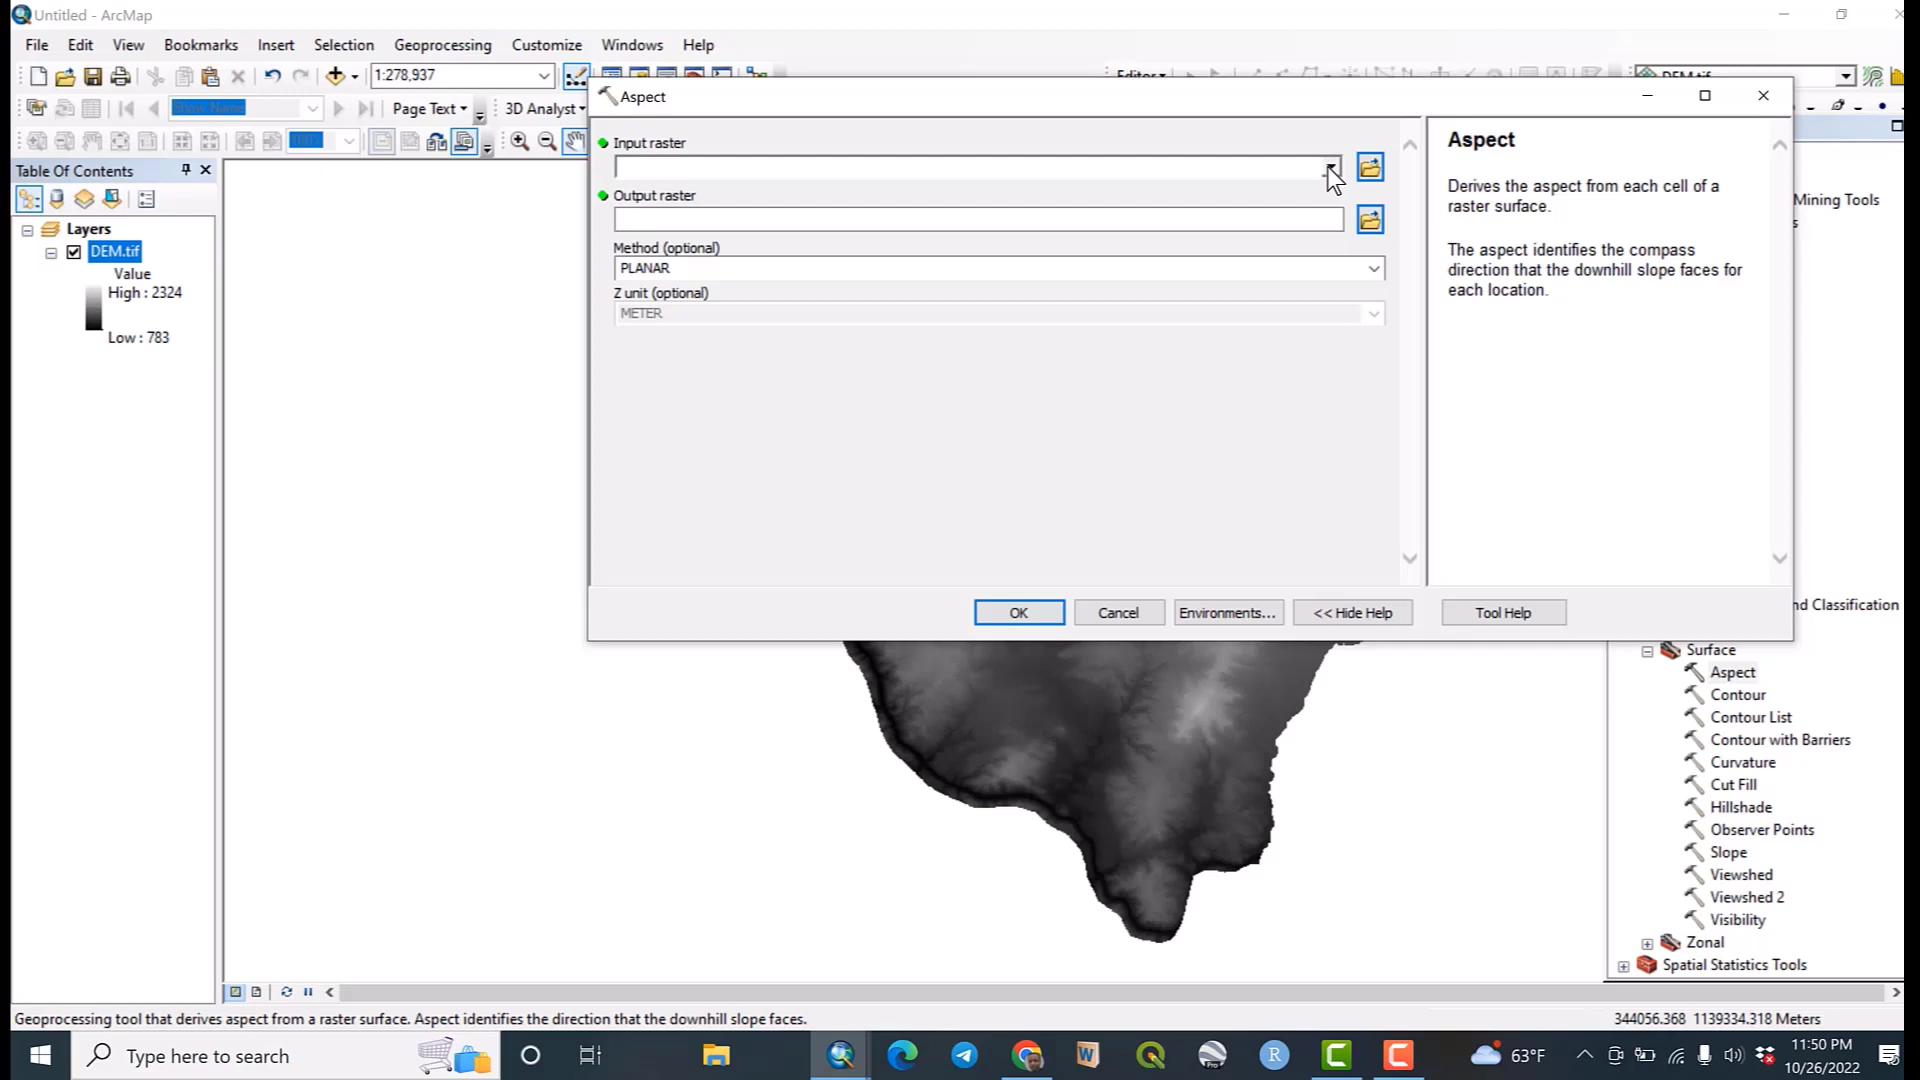 Untitled - ArcMap
File Edit View Bookmarks Insert Selection Geoprocessing Customize Windows Help
1:278,937
Editor
DEM.tif
Show Name
Page Text
3D Analyst
Aspect
Input raster
Output raster
Method (optional)
PLANAR
Z unit (optional)
METER
Aspect
Derives the aspect from each cell of a
raster surface.
The aspect identifies the compass
direction that the downhill slope faces for
each location.
OK
Cancel
Environments...
<< Hide Help
Tool Help
Table Of Contents
Layers
DEM.tif
Value
High : 2324
Low : 783
Mining Tools
nd Classification
Surface
Aspect
Contour
Contour List
Contour with Barriers
Curvature
Cut Fill
Hillshade
Observer Points
Slope
Viewshed
Viewshed 2
Visibility
Zonal
Spatial Statistics Tools
Geoprocessing tool that derives aspect from a raster surface. Aspect identifies the direction that the downhill slope faces.
344056.368 1139334.318 Meters
Type here to search
Pro
R
C
C
63°F
11:50 PM
10/26/2022